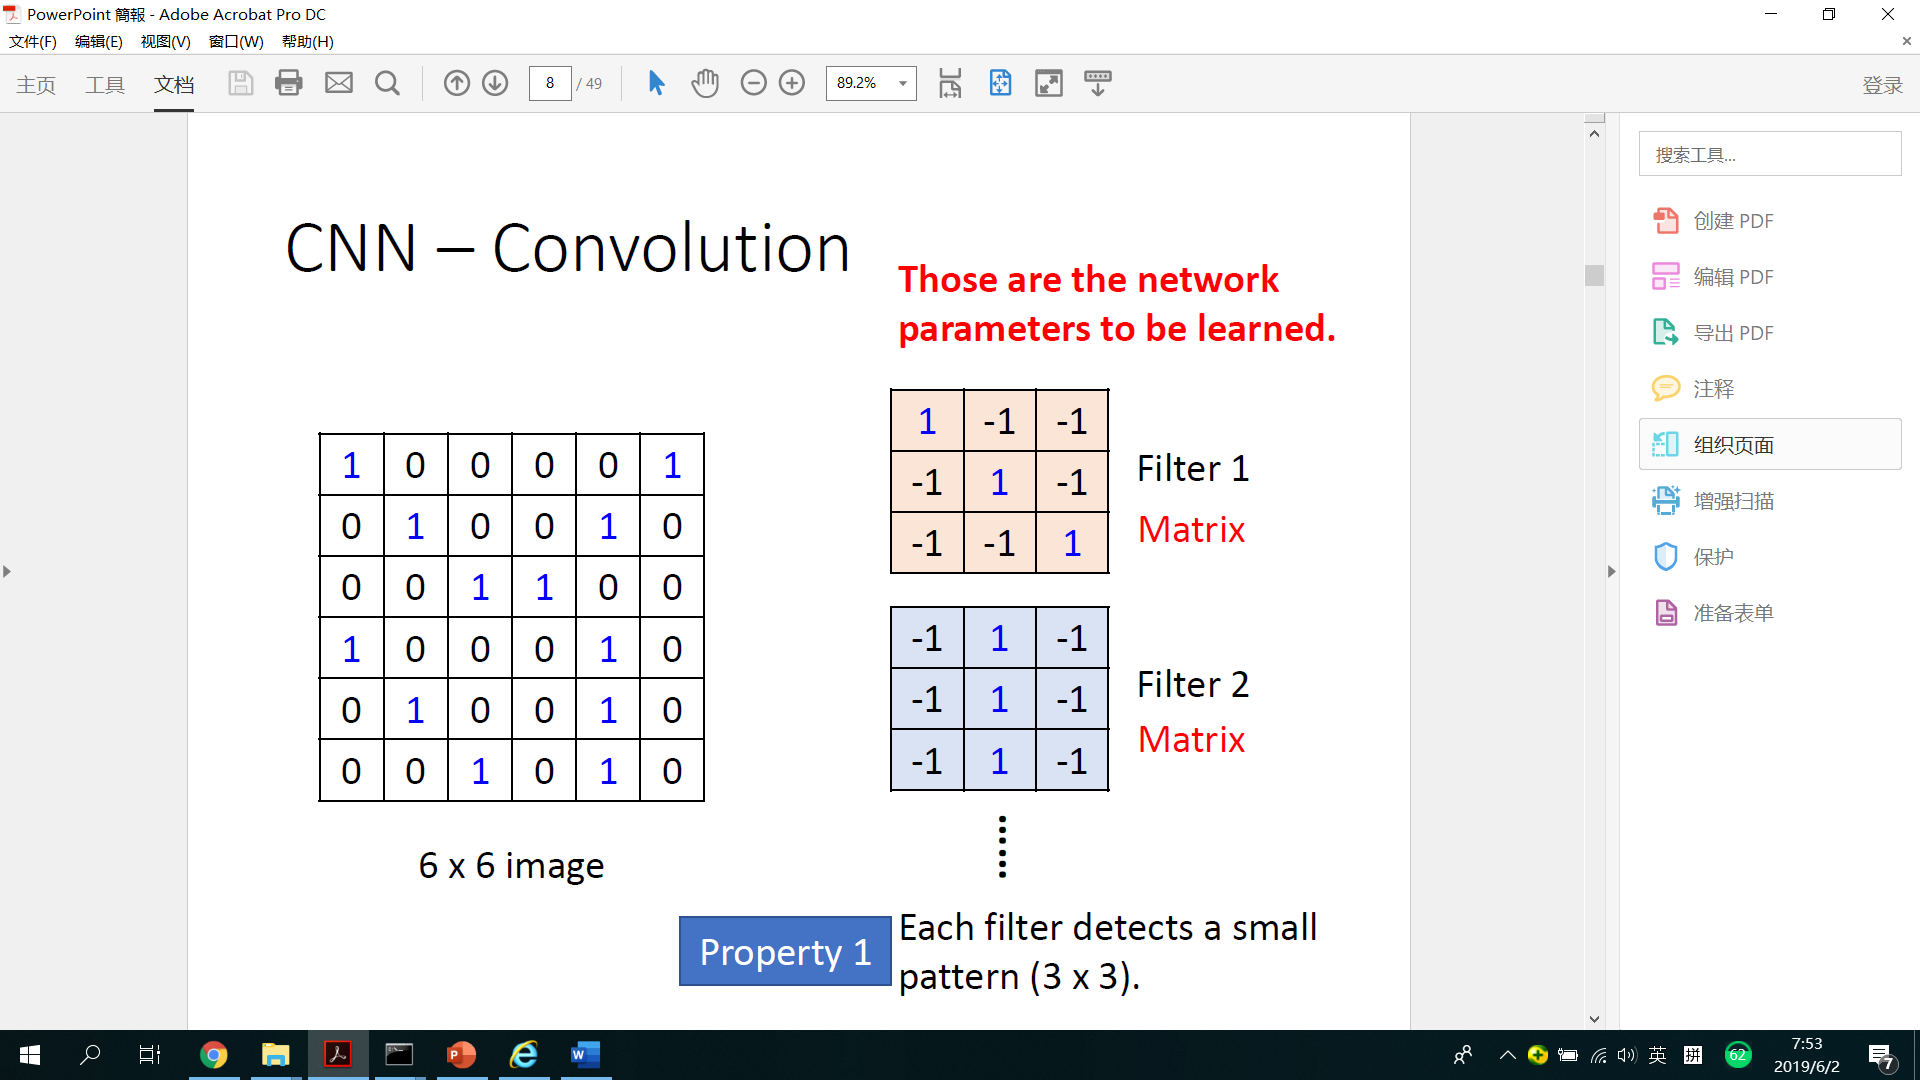 PowerPoint 簡報 - Adobe Acrobat Pro DC
文件(F) 编辑(E) 视图(V) 窗口(W) 帮助(H)
主页 工具 文档 8 / 49 89.2% 登录
搜索工具...
创建 PDF
编辑 PDF
导出 PDF
注释
组织页面
增强扫描
保护
准备表单
CNN – Convolution
Those are the network
parameters to be learned.
1 0 0 0 0 1
0 1 0 0 1 0
0 0 1 1 0 0
1 0 0 0 1 0
0 1 0 0 1 0
0 0 1 0 1 0
6 x 6 image
1 -1 -1
-1 1 -1
-1 -1 1
Filter 1
Matrix
-1 1 -1
-1 1 -1
-1 1 -1
Filter 2
Matrix
Property 1
Each filter detects a small
pattern (3 x 3).
英 拼 62
7:53
2019/6/2
7